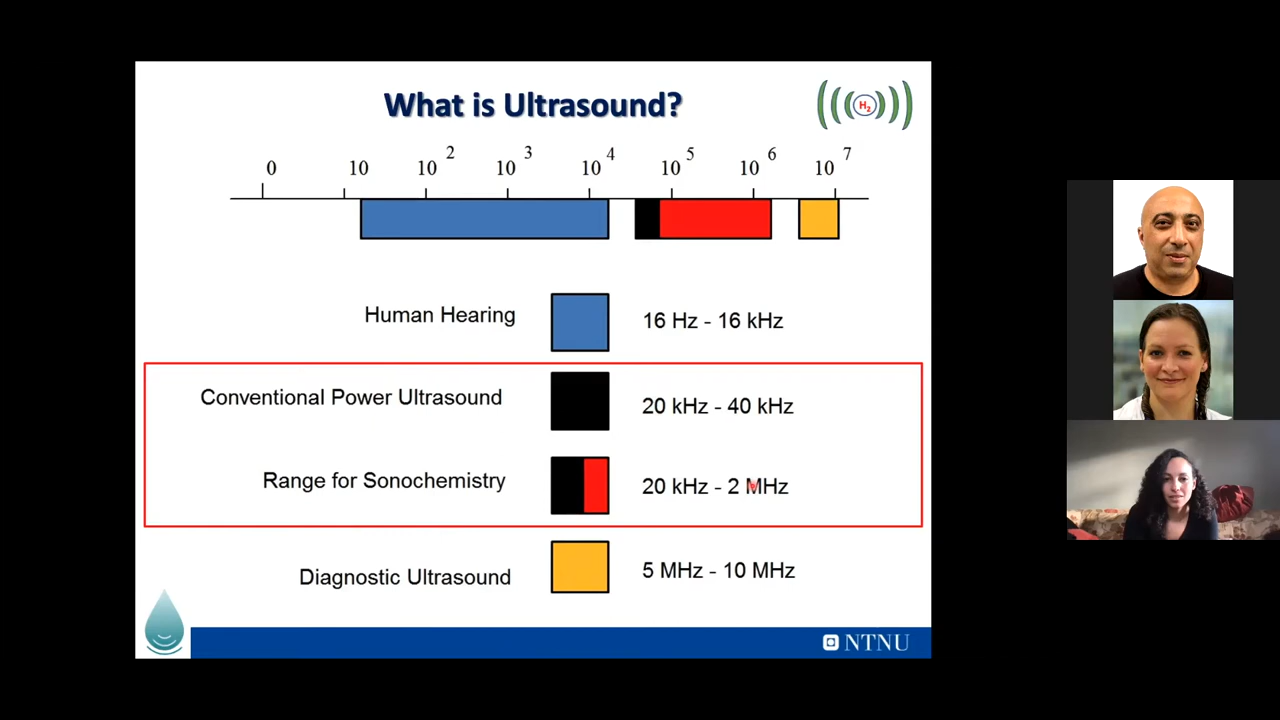 What is Ultrasound?
H₂
0 10 10² 10³ 10⁴ 10⁵ 10⁶ 10⁷
Human Hearing 16 Hz - 16 kHz
Conventional Power Ultrasound 20 kHz - 40 kHz
Range for Sonochemistry 20 kHz - 2 MHz
Diagnostic Ultrasound 5 MHz - 10 MHz
NTNU